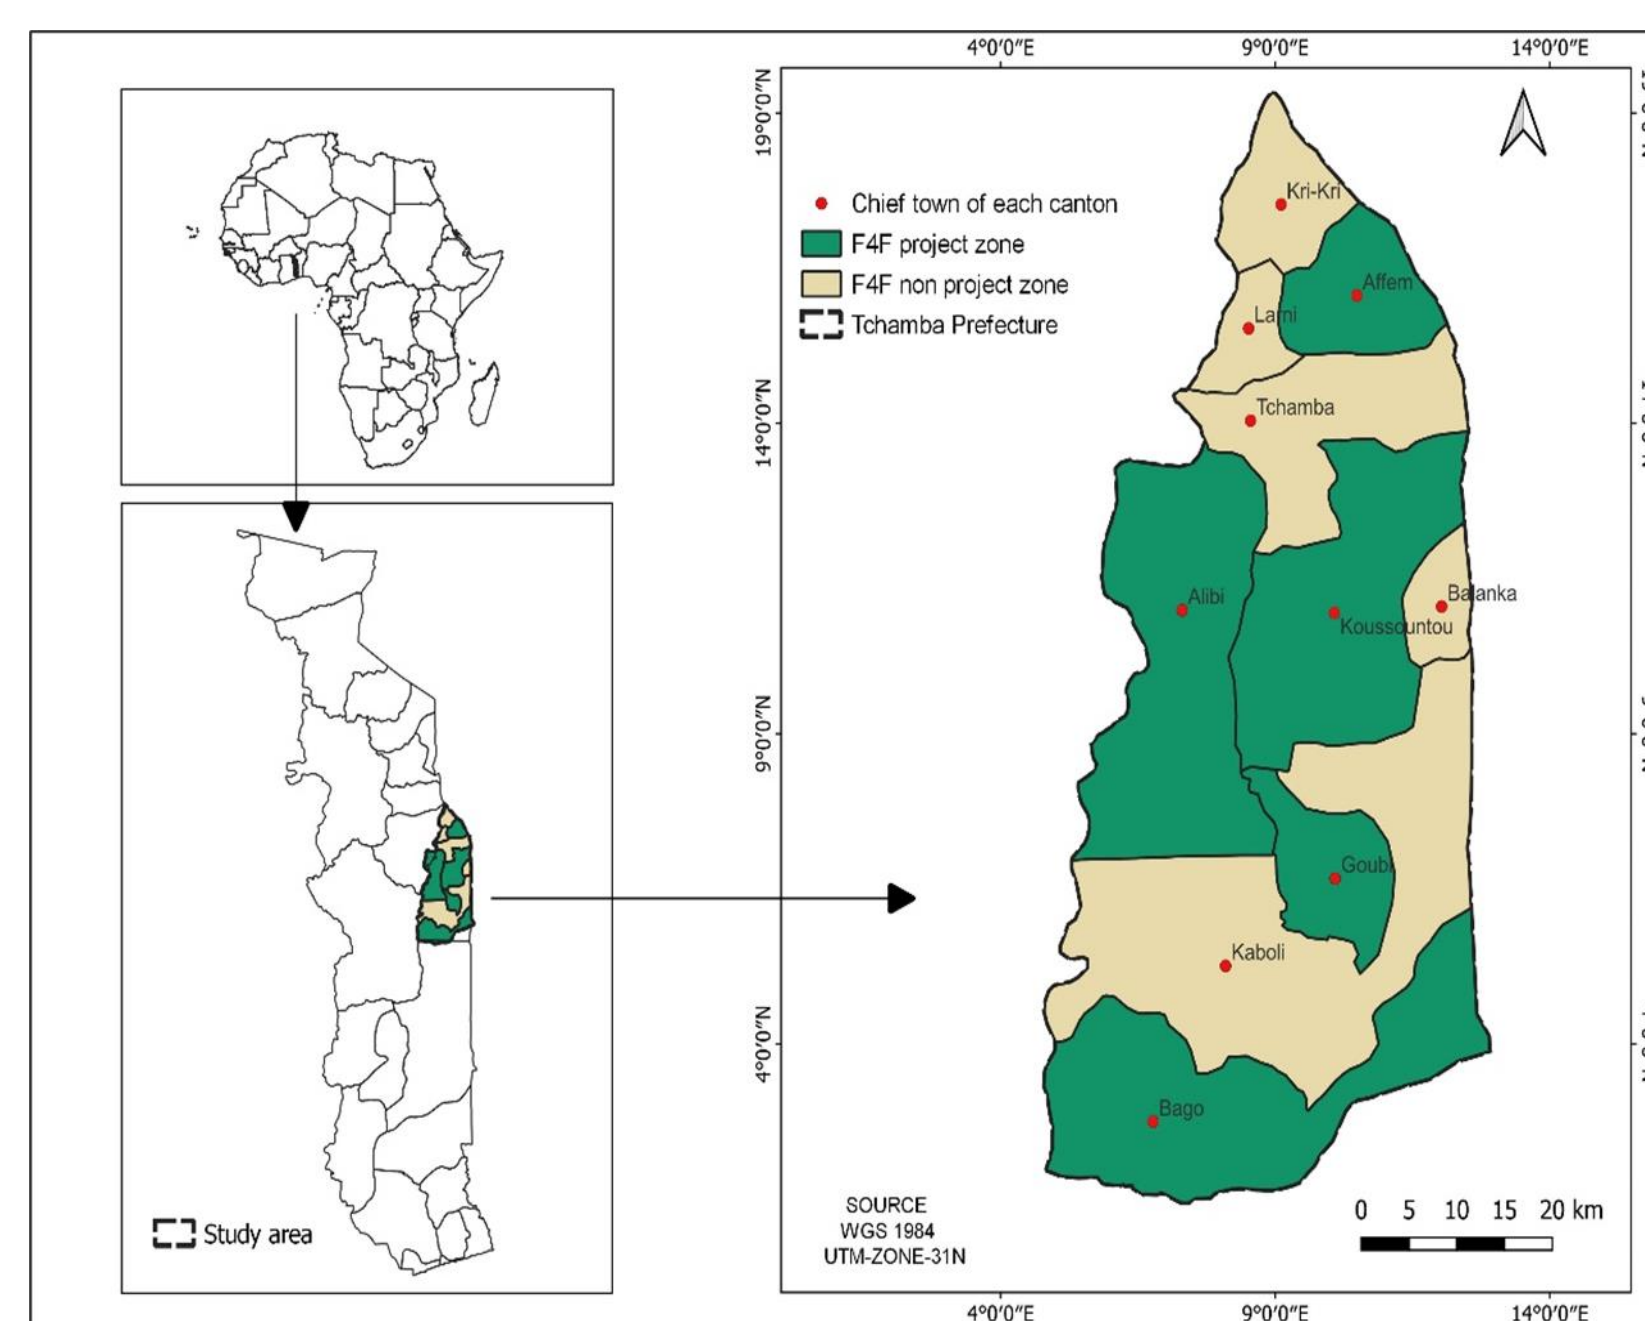 4°0'0"E
9°0'0"E
14°0'0"E
19°0'0"N
14°0'0"N
9°0'0"N
4°0'0"N
Chief town of each canton
F4F project zone
F4F non project zone
Tchamba Prefecture
Kri-Kri
Affem
Lami
Tchamba
Alibi
Balanka
Koussountou
Goubi
Kaboli
Bago
Study area
SOURCE
WGS 1984
UTM-ZONE-31N
0 5 10 15 20 km
4°0'0"E
9°0'0"E
14°0'0"E